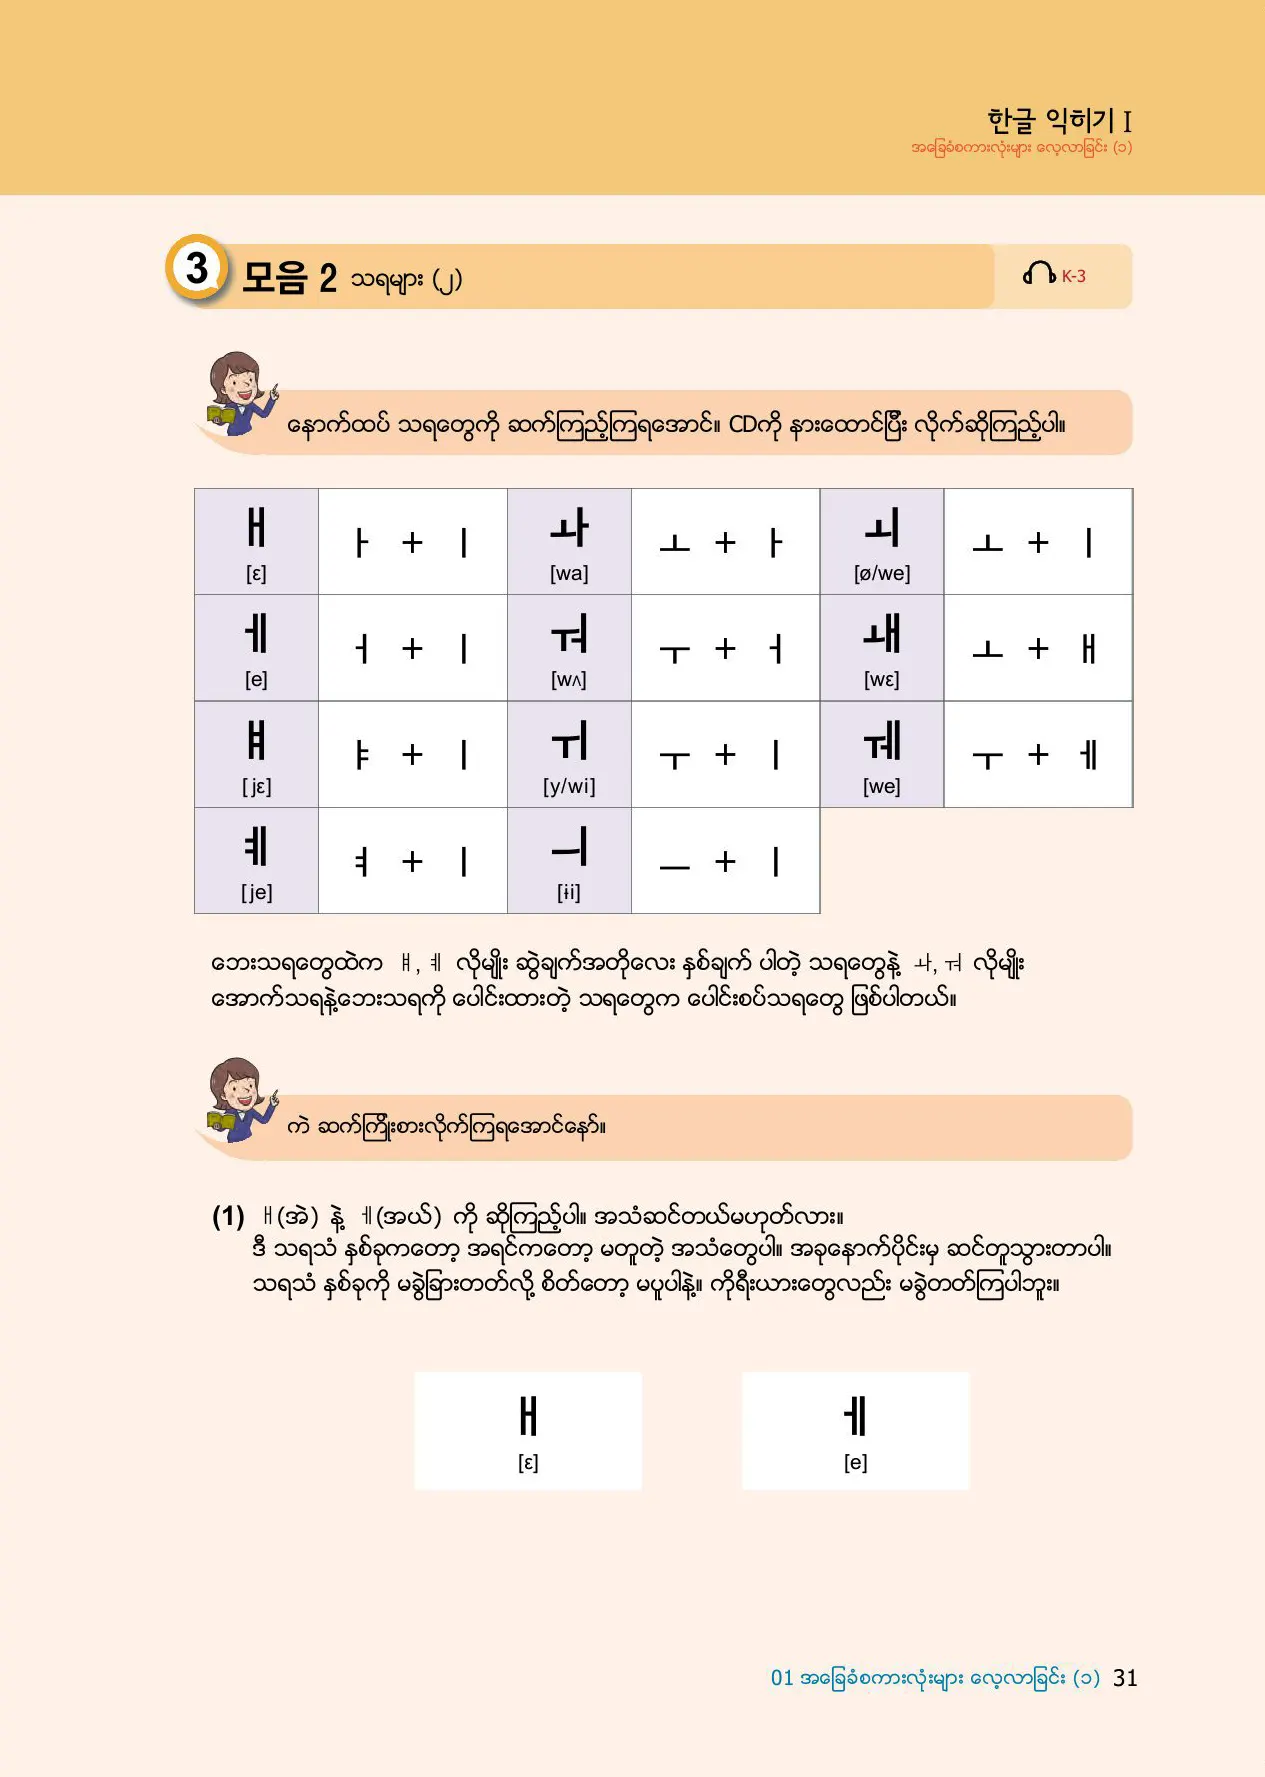 한글 익히기 I
အခြေခံစကားလုံးများ လေ့လာခြင်း (၁)
3 모음 2 သရများ (၂) K-3
နောက်ထပ် သရတွေကို ဆက်ကြည့်ကြရအောင်။ CDကို နားထောင်ပြီး လိုက်ဆိုကြည့်ပါ။
ㅐ ㅏ + ㅣ ㅘ ㅗ + ㅏ ㅚ ㅗ + ㅣ
[ɛ] [wa] [ø/we]
ㅔ ㅓ + ㅣ ㅝ ㅜ + ㅓ ㅙ ㅗ + ㅐ
[e] [wʌ] [wɛ]
ㅒ ㅑ + ㅣ ㅟ ㅜ + ㅣ ㅞ ㅜ + ㅔ
[jɛ] [y/wi] [we]
ㅖ ㅕ + ㅣ ㅢ ㅡ + ㅣ
[je] [ɨi]
ဘေးသရတွေထဲက ㅒ, ㅖ လိုမျိုး ဆွဲချက်အတိုလေး နှစ်ချက် ပါတဲ့ သရတွေနဲ့ ㅘ, ㅝ လိုမျိုး
အောက်သရနဲ့ဘေးသရကို ပေါင်းထားတဲ့ သရတွေက ပေါင်းစပ်သရတွေ ဖြစ်ပါတယ်။
ကဲ ဆက်ကြိုးစားလိုက်ကြရအောင်နော်။
(1) ㅐ(အဲ) နဲ့ ㅔ(အယ်) ကို ဆိုကြည့်ပါ။ အသံဆင်တယ်မဟုတ်လား။
ဒီ သရသံ နှစ်ခုကတော့ အရင်ကတော့ မတူတဲ့ အသံတွေပါ။ အခုနောက်ပိုင်းမှ ဆင်တူသွားတာပါ။
သရသံ နှစ်ခုကို မခွဲခြားတတ်လို့ စိတ်တော့ မပူပါနဲ့။ ကိုရီးယားတွေလည်း မခွဲတတ်ကြပါဘူး။
ㅐ ㅔ
[ɛ] [e]
01 အခြေခံစကားလုံးများ လေ့လာခြင်း (၁) 31